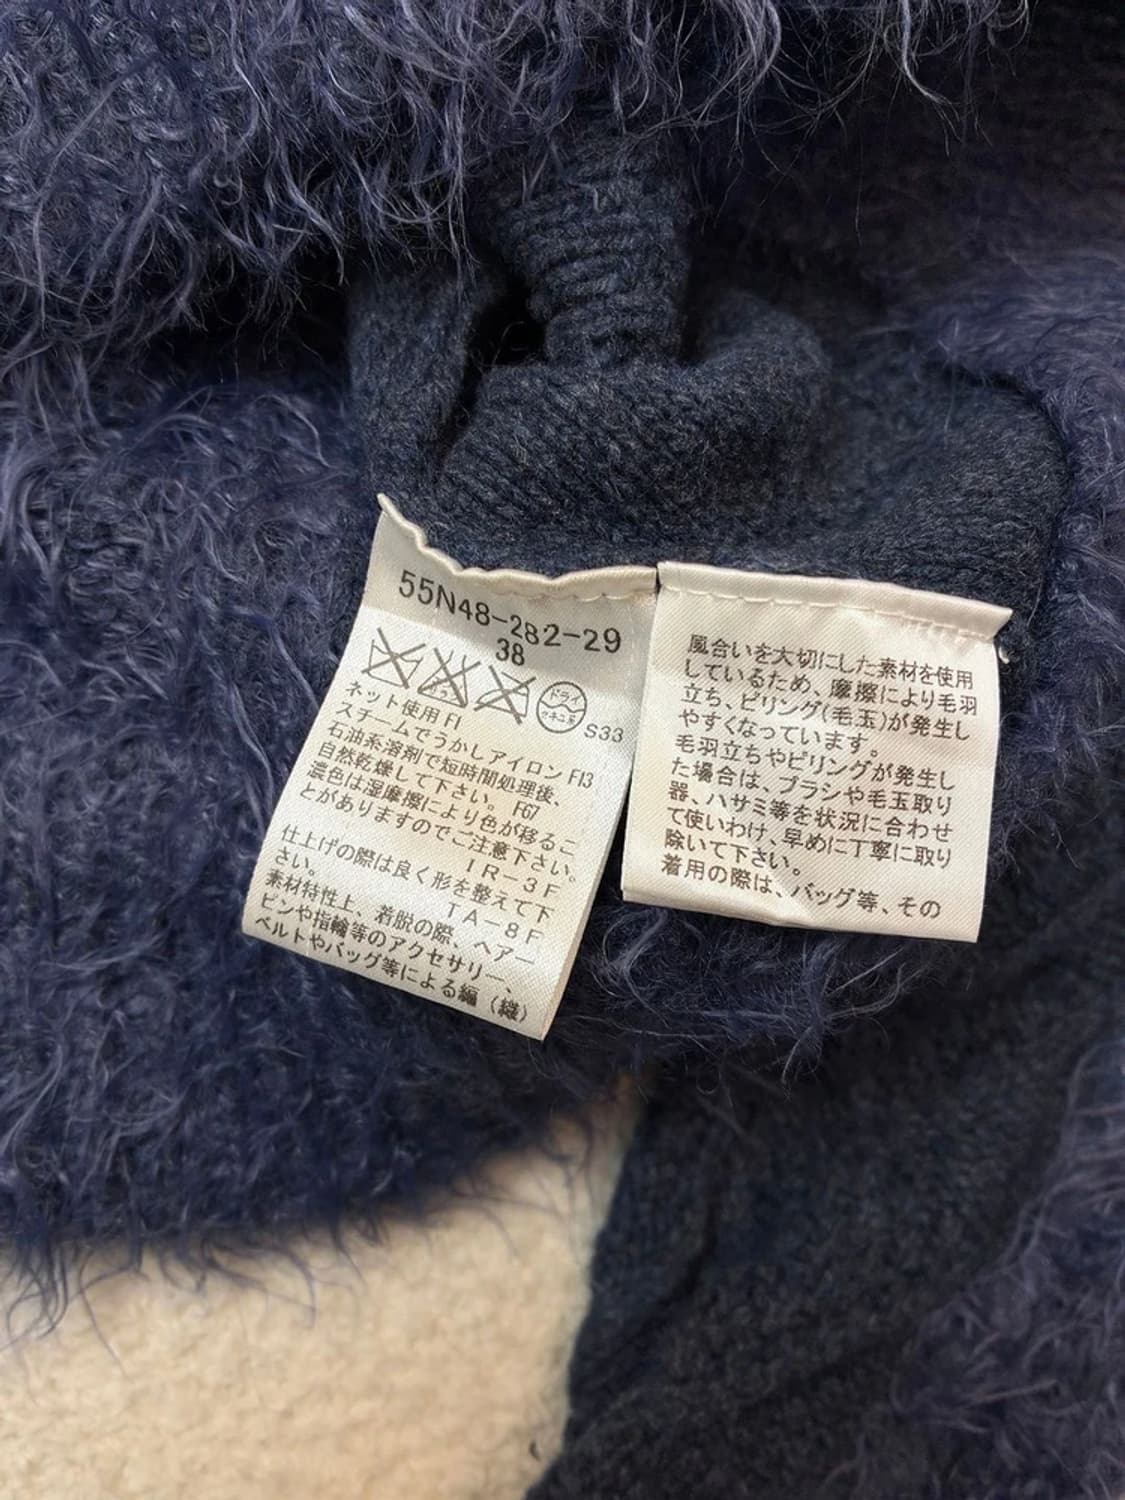 55N48-282-29
38
ドライ
セキユ系
S33
ネット使用 F1
スチームでうかしアイロン F13
石油系溶剤で短時間処理後、
自然乾燥して下さい。 F67
濃色は湿摩擦により色が移るこ
とがありますのでご注意下さい。
IR-3F
仕上げの際は良く形を整えて下
さい。
TA-8F
素材特性上、着脱の際、ヘアー
ピンや指輪等のアクセサリー、
ベルトやバッグ等による編(織)
風合いを大切にした素材を使用
しているため、摩擦により毛羽
立ち、ピリング(毛玉)が発生し
やすくなっています。
毛羽立ちやピリングが発生し
た場合は、ブラシや毛玉取り
器、ハサミ等を状況に合わせ
て使いわけ、早めに丁寧に取り
除いて下さい。
着用の際は、バッグ等、その